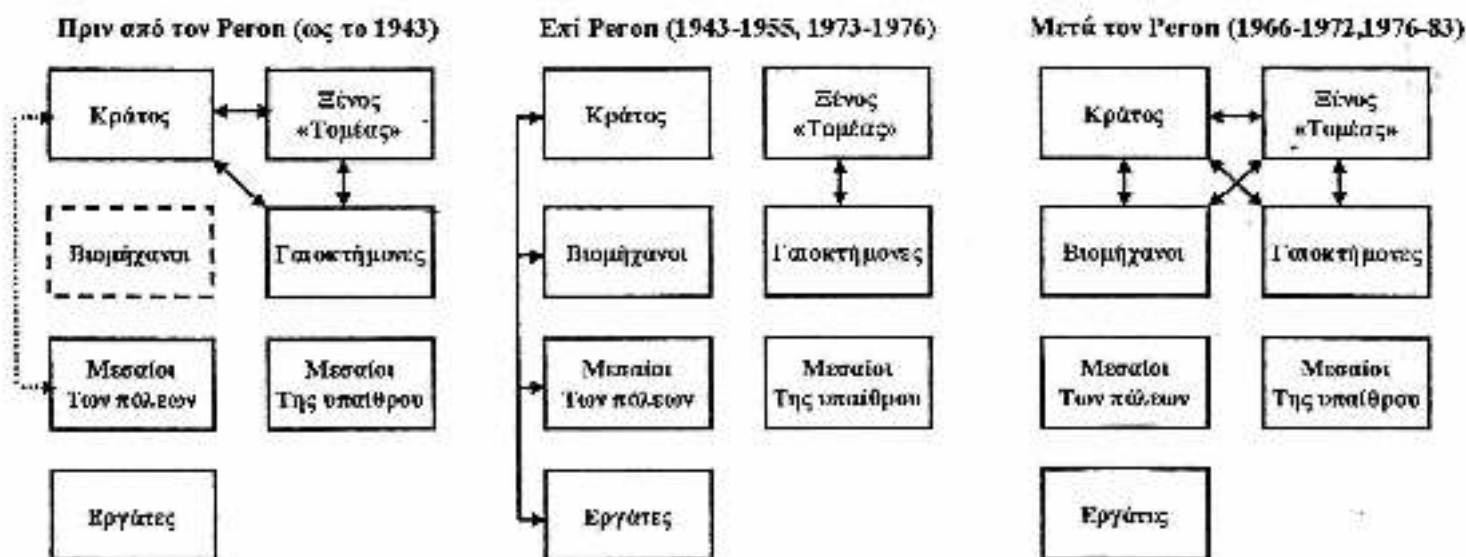 Πριν από τον Peron (ως το 1943)
Κράτος
Ξένος
«Τομέας»
Βιομήχανοι
Γαιοκτήμονες
Μεσαίοι
Των πόλεων
Μεσαίοι
Της υπαίθρου
Εργάτες
Επί Peron (1943-1955, 1973-1976)
Κράτος
Ξένος
«Τομέας»
Βιομήχανοι
Γαιοκτήμονες
Μεσαίοι
Των πόλεων
Μεσαίοι
Της υπαίθρου
Εργάτες
Μετά τον Peron (1966-1972,1976-83)
Κράτος
Ξένος
«Τομέας»
Βιομήχανοι
Γαιοκτήμονες
Μεσαίοι
Των πόλεων
Μεσαίοι
Της υπαίθρου
Εργάτες